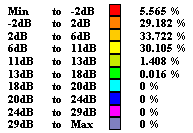 Min to -2dB 5.565 %
-2dB to 2dB 29.182 %
2dB to 6dB 33.722 %
6dB to 11dB 30.105 %
11dB to 13dB 1.408 %
13dB to 18dB 0.016 %
18dB to 20dB 0 %
20dB to 24dB 0 %
24dB to 29dB 0 %
29dB to Max 0 %